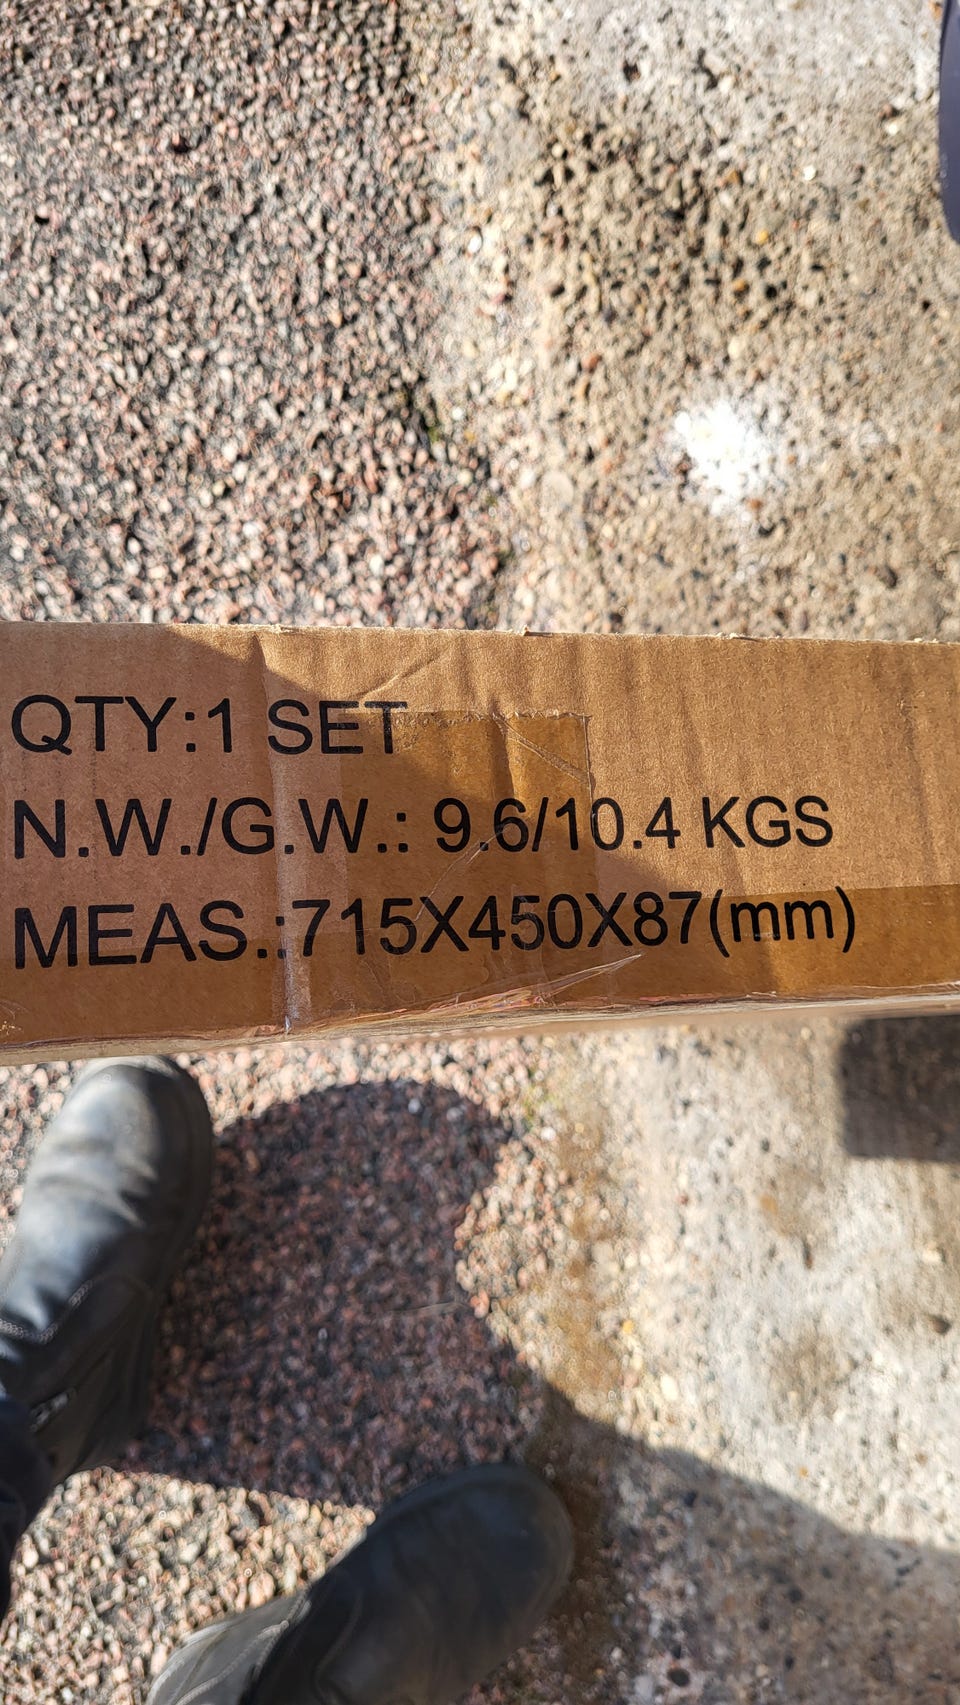 QTY:1 SET
N.W./G.W.: 9.6/10.4 KGS
MEAS.:715X450X87(mm)